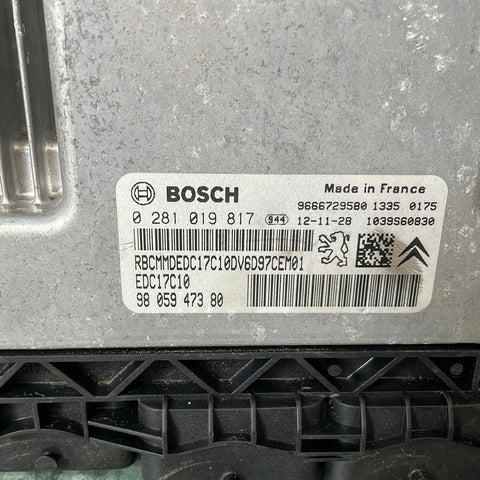 BOSCH
Made in France
9666729580 1335 0175
0 281 019 817 944 12-11-28 1039S60830
RBCMMDEDC17C10DV6D97CEM01
EDC17C10
98 059 473 80